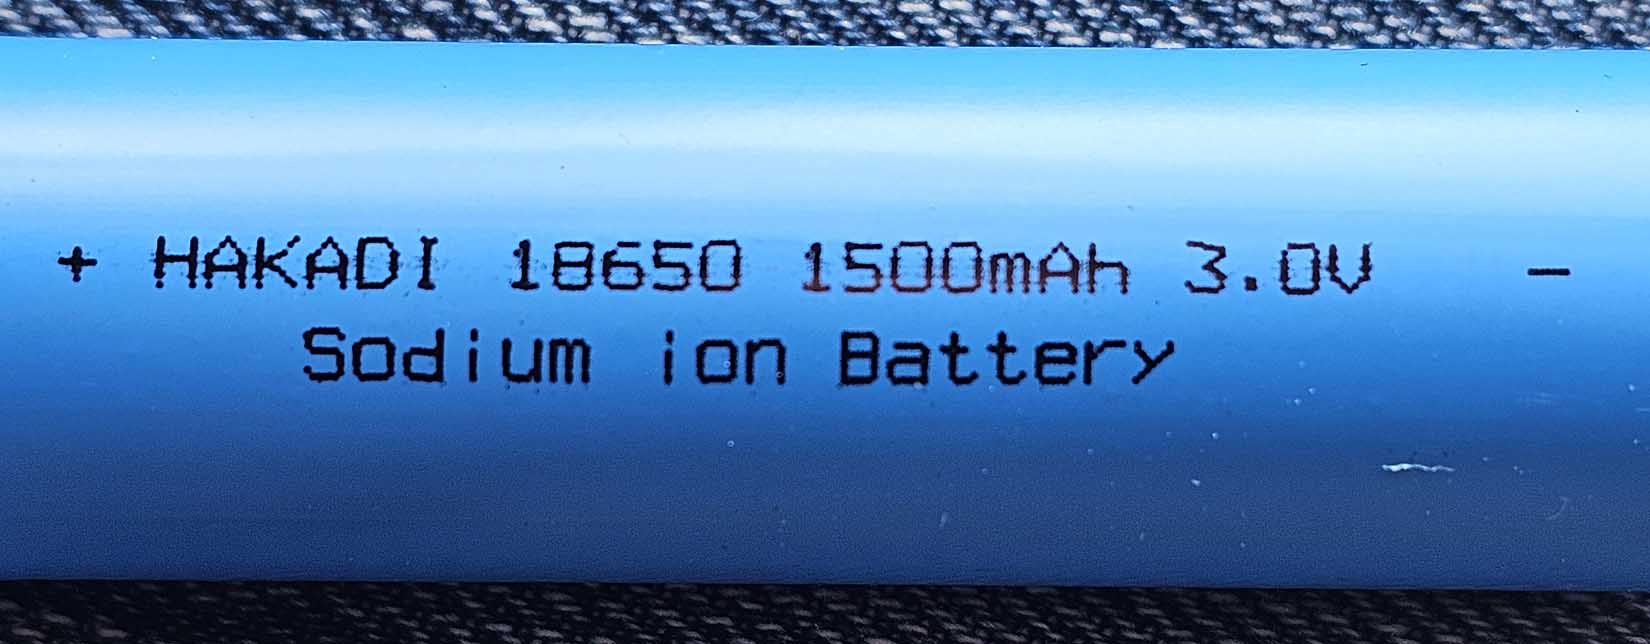 + HAKADI 18650 1500mAh 3.0V -
Sodium ion Battery